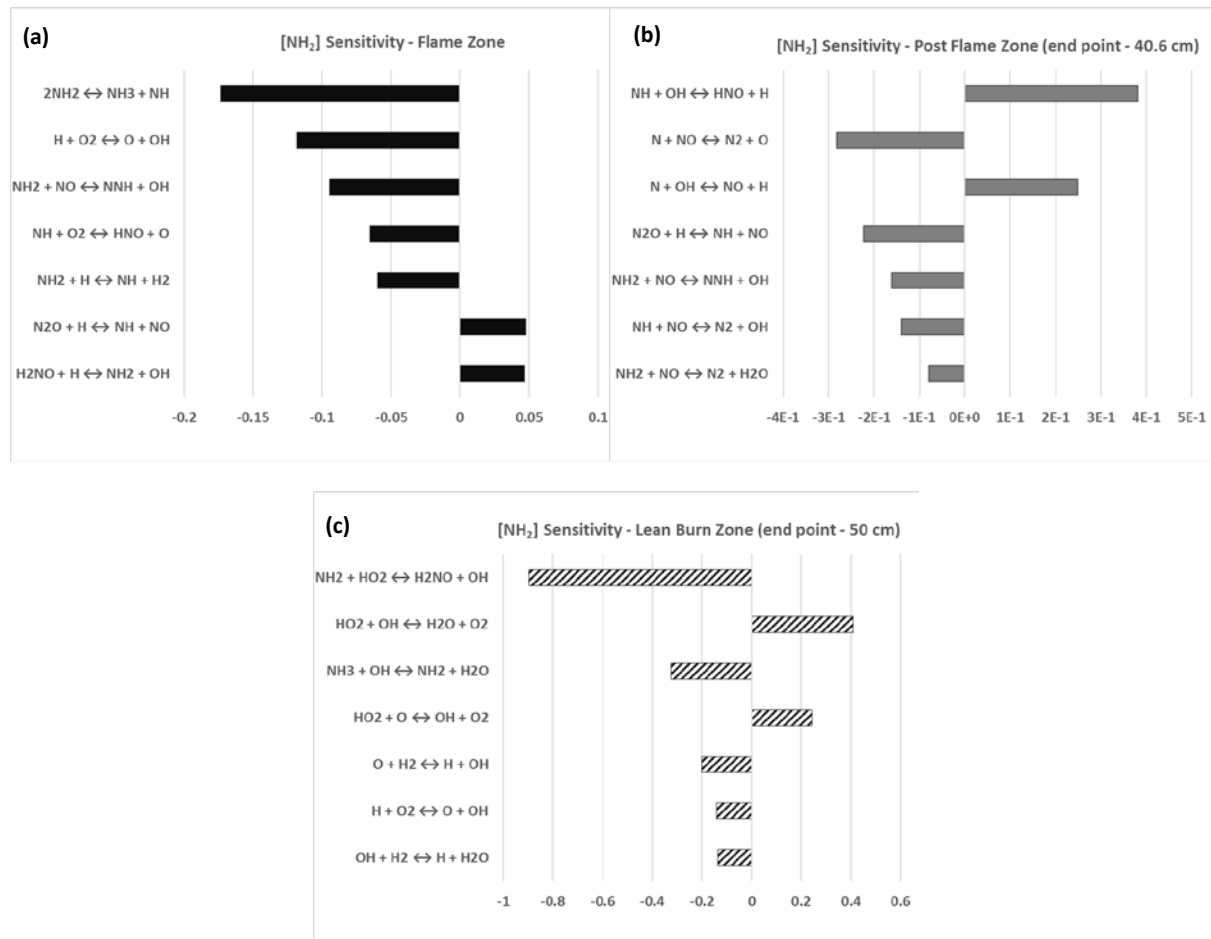 (a)
[NH₂] Sensitivity - Flame Zone
-0.2 -0.15 -0.1 -0.05 0 0.05 0.1
2NH2 ↔ NH3 + NH
H + O2 ↔ O + OH
NH2 + NO ↔ NNH + OH
NH + O2 ↔ HNO + O
NH2 + H ↔ NH + H2
N2O + H ↔ NH + NO
H2NO + H ↔ NH2 + OH
(b)
[NH₂] Sensitivity - Post Flame Zone (end point - 40.6 cm)
NH + OH ↔ HNO + H
N + NO ↔ N2 + O
N + OH ↔ NO + H
N2O + H ↔ NH + NO
NH2 + NO ↔ NNH + OH
NH + NO ↔ N2 + OH
NH2 + NO ↔ N2 + H2O
-4E-1 -3E-1 -2E-1 -1E-1 0E+0 1E-1 2E-1 3E-1 4E-1 5E-1
(c)
[NH₂] Sensitivity - Lean Burn Zone (end point - 50 cm)
NH2 + HO2 ↔ H2NO + OH
HO2 + OH ↔ H2O + O2
NH3 + OH ↔ NH2 + H2O
HO2 + O ↔ OH + O2
O + H2 ↔ H + OH
H + O2 ↔ O + OH
OH + H2 ↔ H + H2O
-1 -0.8 -0.6 -0.4 -0.2 0 0.2 0.4 0.6